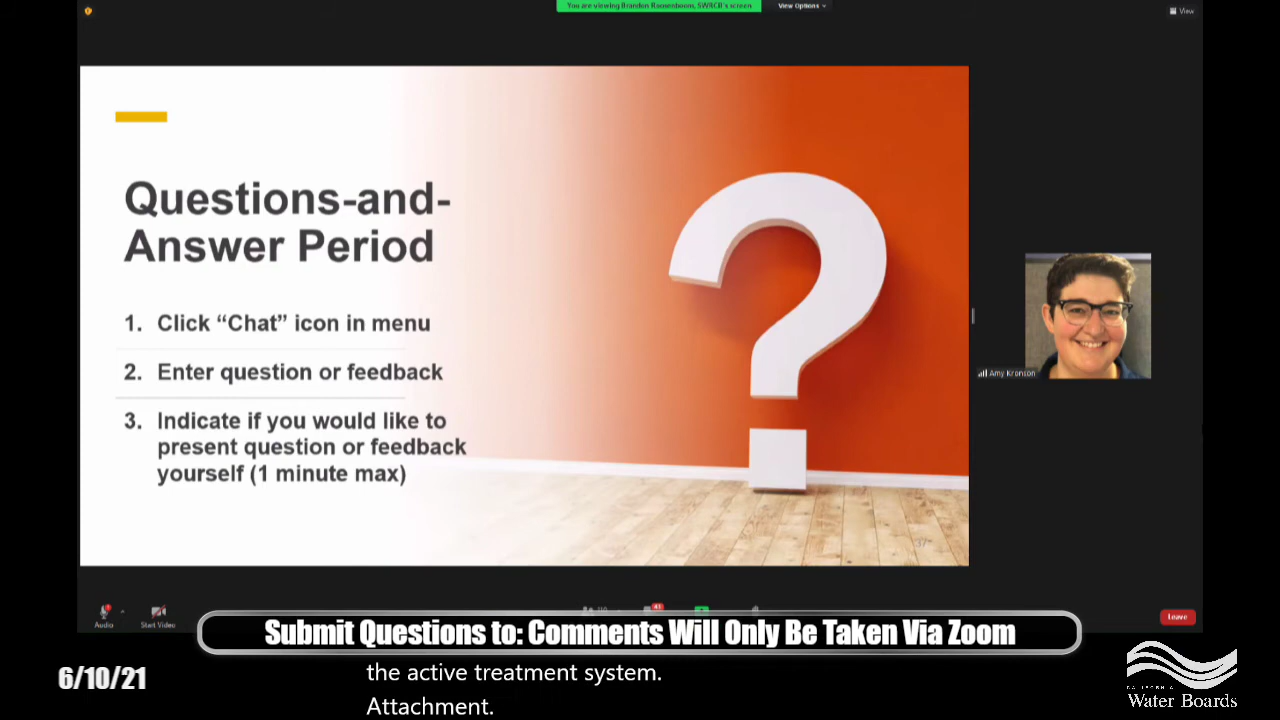 You are viewing Brandon Roosenboom, SWRCB's screen
View Options
View
Questions-and-
Answer Period
1. Click “Chat” icon in menu
2. Enter question or feedback
3. Indicate if you would like to
present question or feedback
yourself (1 minute max)
37
Amy Kronson
Audio
Start Video
Leave
Submit Questions to: Comments Will Only Be Taken Via Zoom
the active treatment system.
Attachment.
6/10/21
CALIFORNIA
Water Boards